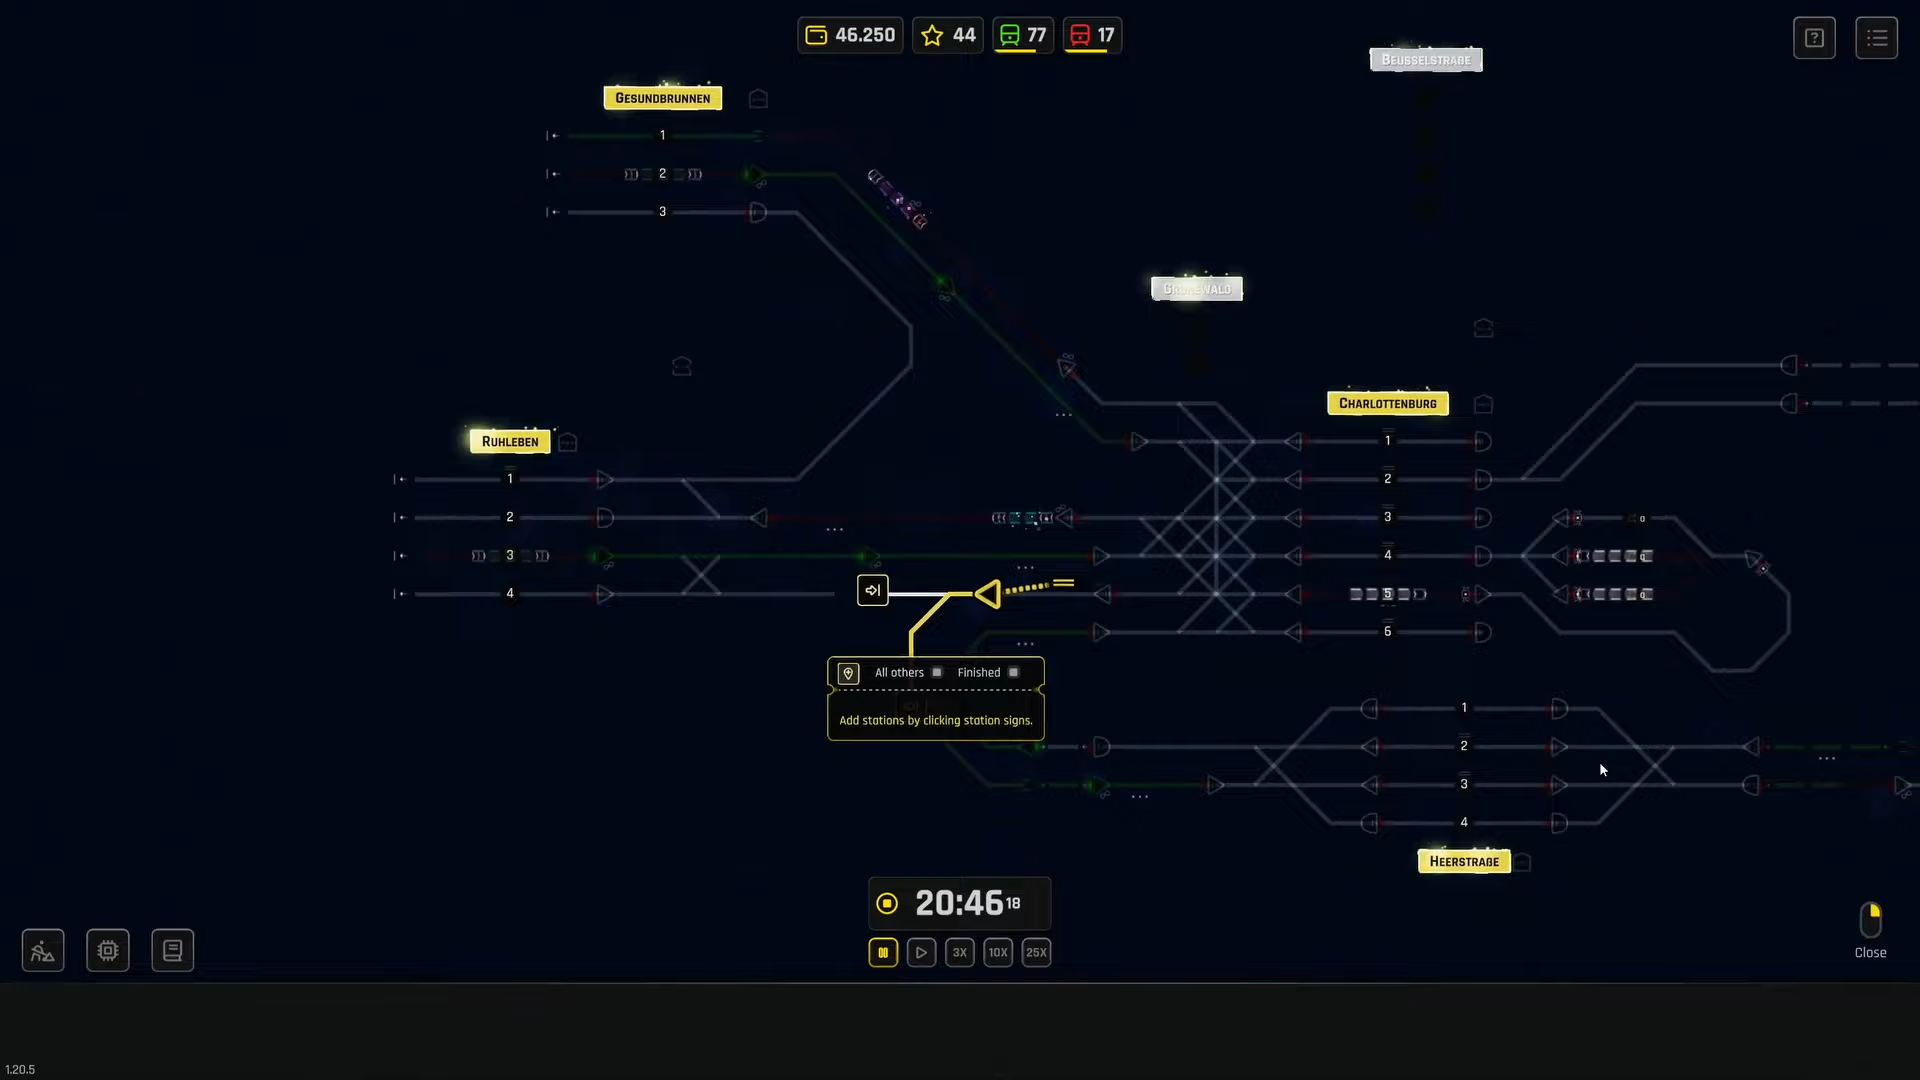 46.250
44
77
17
BEUSSELSTRAßE
GESUNDBRUNNEN
1
2
3
GRUNEWALD
CHARLOTTENBURG
RUHLEBEN
1
2
3
4
1
2
3
4
5
6
a
a
a
All others
Finished
Add stations by clicking station signs.
1
2
3
4
HEERSTRAßE
20:46 18
3X
10X
25X
Close
1.20.5